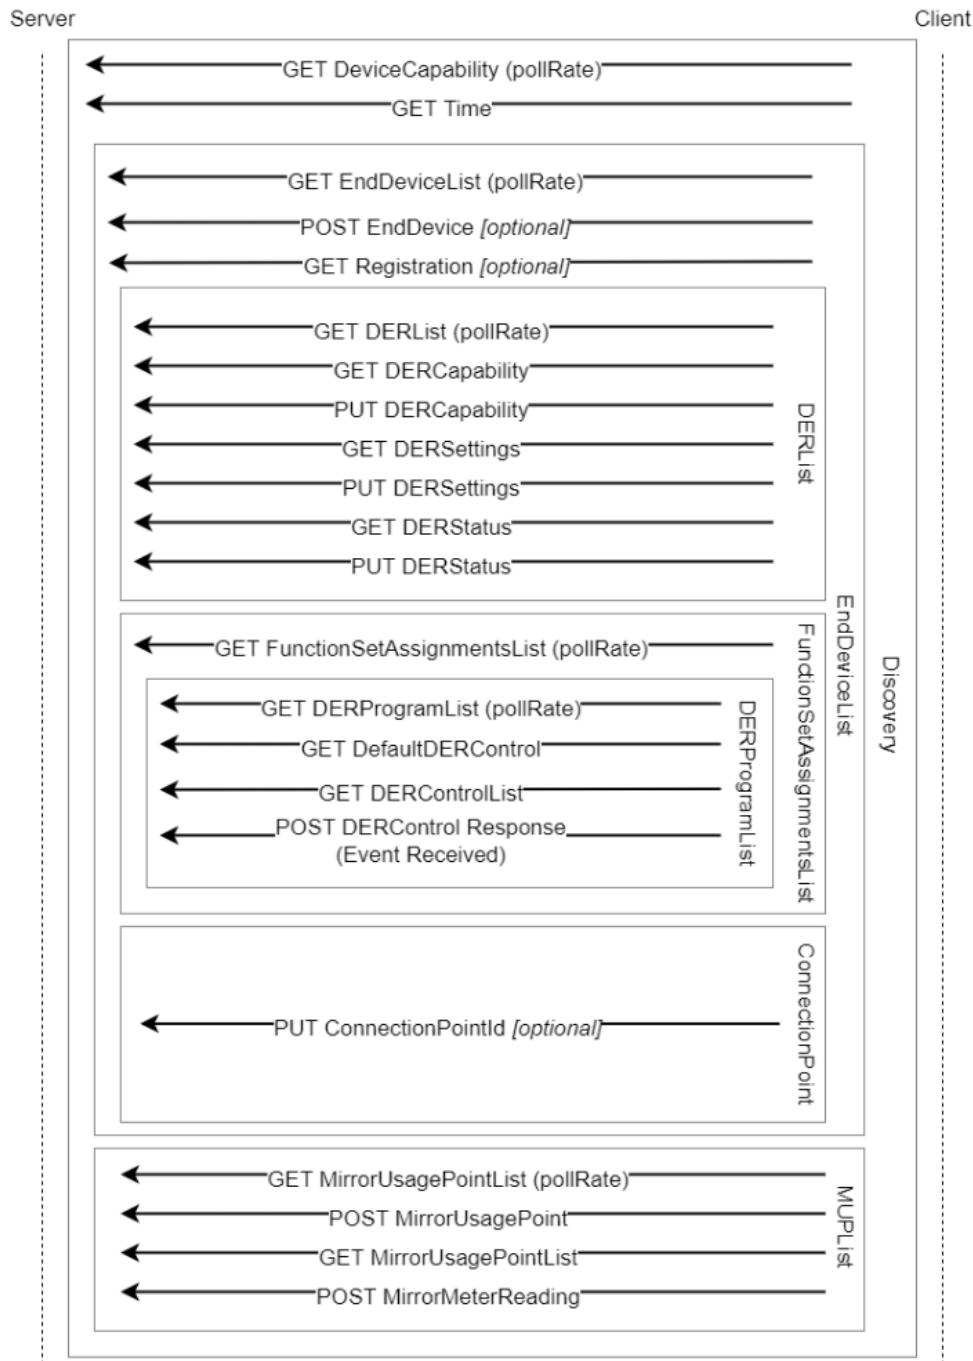 Server
Client
GET DeviceCapability (pollRate)
GET Time
GET EndDeviceList (pollRate)
POST EndDevice [optional]
GET Registration [optional]
GET DERList (pollRate)
GET DERCapability
PUT DERCapability
GET DERSettings
PUT DERSettings
GET DERStatus
PUT DERStatus
DERList
GET FunctionSetAssignmentsList (pollRate)
GET DERProgramList (pollRate)
GET DefaultDERControl
GET DERControlList
POST DERControl Response
(Event Received)
DERProgramList
FunctionSetAssignmentsList
PUT ConnectionPointId [optional]
ConnectionPoint
EndDeviceList
GET MirrorUsagePointList (pollRate)
POST MirrorUsagePoint
GET MirrorUsagePointList
POST MirrorMeterReading
MUPList
Discovery